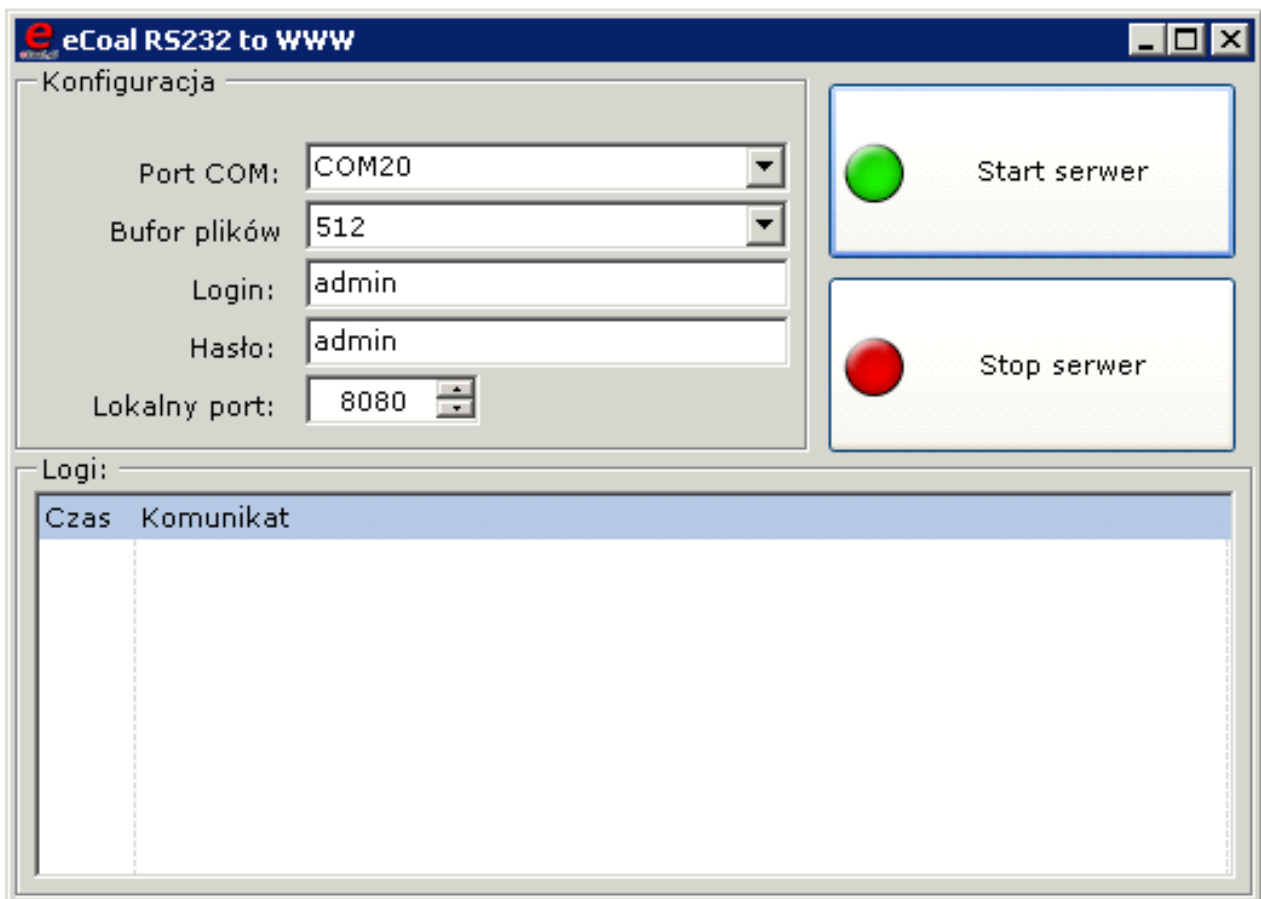 eCoal RS232 to WWW
Konfiguracja
Port COM: COM20
Bufor plików 512
Login: admin
Hasło: admin
Lokalny port: 8080
Start serwer
Stop serwer
Logi:
Czas Komunikat